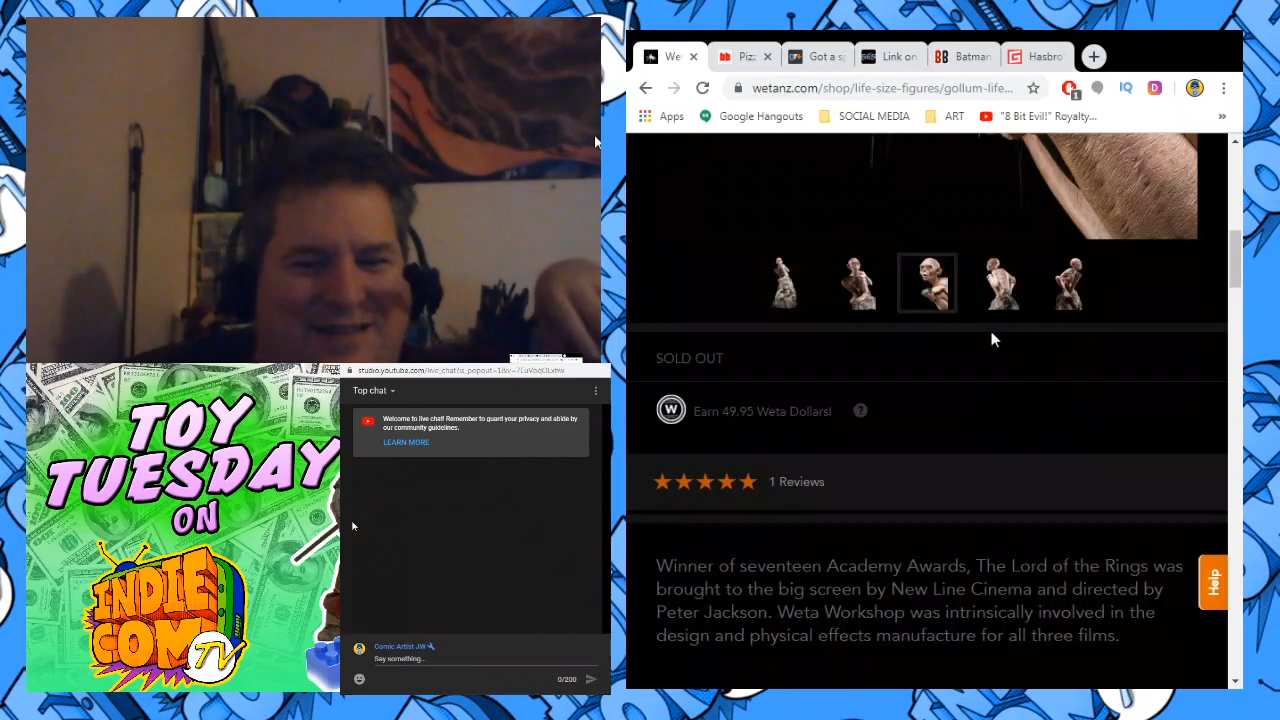 We
Piz
Got a s
Link on
Batman
Hasbro
wetanz.com/shop/life-size-figures/gollum-life...
1
IQ
D
Apps
Google Hangouts
SOCIAL MEDIA
ART
"8 Bit Evil!" Royalty...
»
SOLD OUT
W
Earn 49.95 Weta Dollars! ?
1 Reviews
Winner of seventeen Academy Awards, The Lord of the Rings was
brought to the big screen by New Line Cinema and directed by
Peter Jackson. Weta Workshop was intrinsically involved in the
design and physical effects manufacture for all three films.
Help
Top chat
Welcome to live chat! Remember to guard your privacy and abide by
our community guidelines.
LEARN MORE
Comic Artist JW
Say something...
0/200
TOY
TUESDAY
ON
INDIE
COM
TV